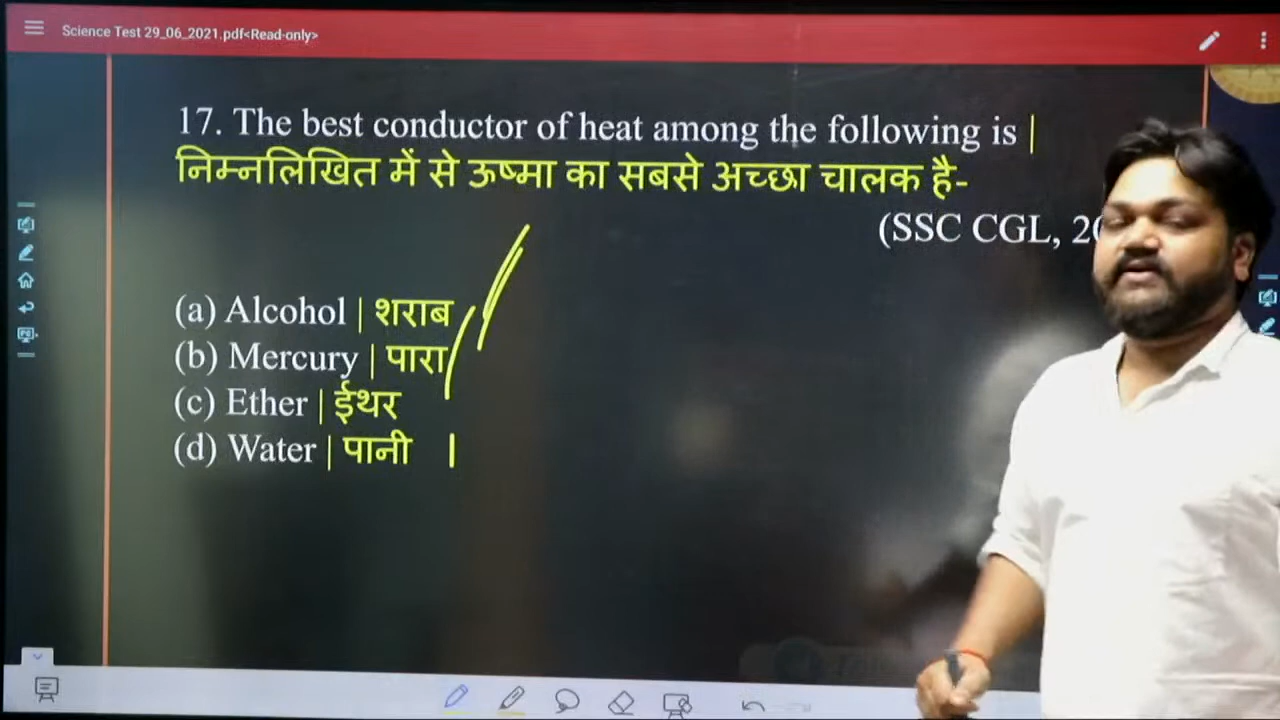 Science Test 29_06_2021.pdf<Read-only>
17. The best conductor of heat among the following is |
निम्नलिखित में से ऊष्मा का सबसे अच्छा चालक है-
(SSC CGL,
(a) Alcohol | शराब
(b) Mercury | पारा
(c) Ether | ईथर
(d) Water | पानी